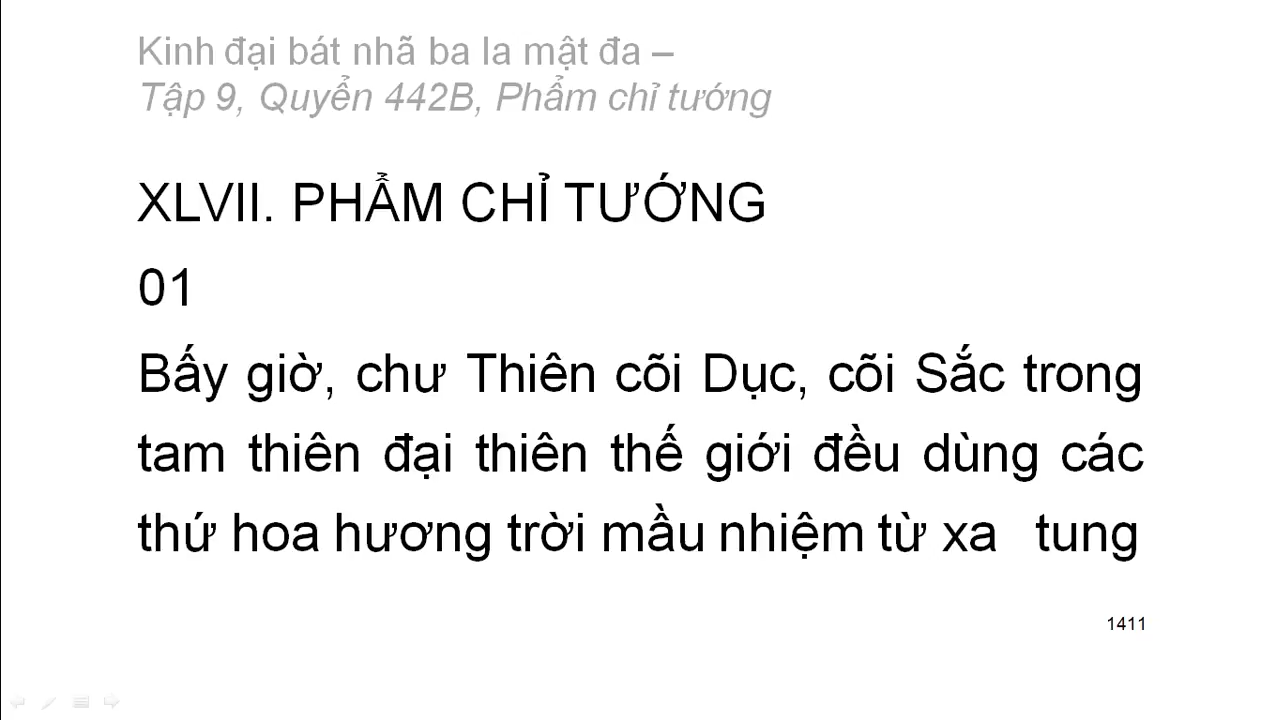 Kinh đại bát nhã ba la mật đa –
Tập 9, Quyển 442B, Phẩm chỉ tướng
XLVII. PHẨM CHỈ TƯỚNG
01
Bấy giờ, chư Thiên cõi Dục, cõi Sắc trong
tam thiên đại thiên thế giới đều dùng các
thứ hoa hương trời mầu nhiệm từ xa tung
1411